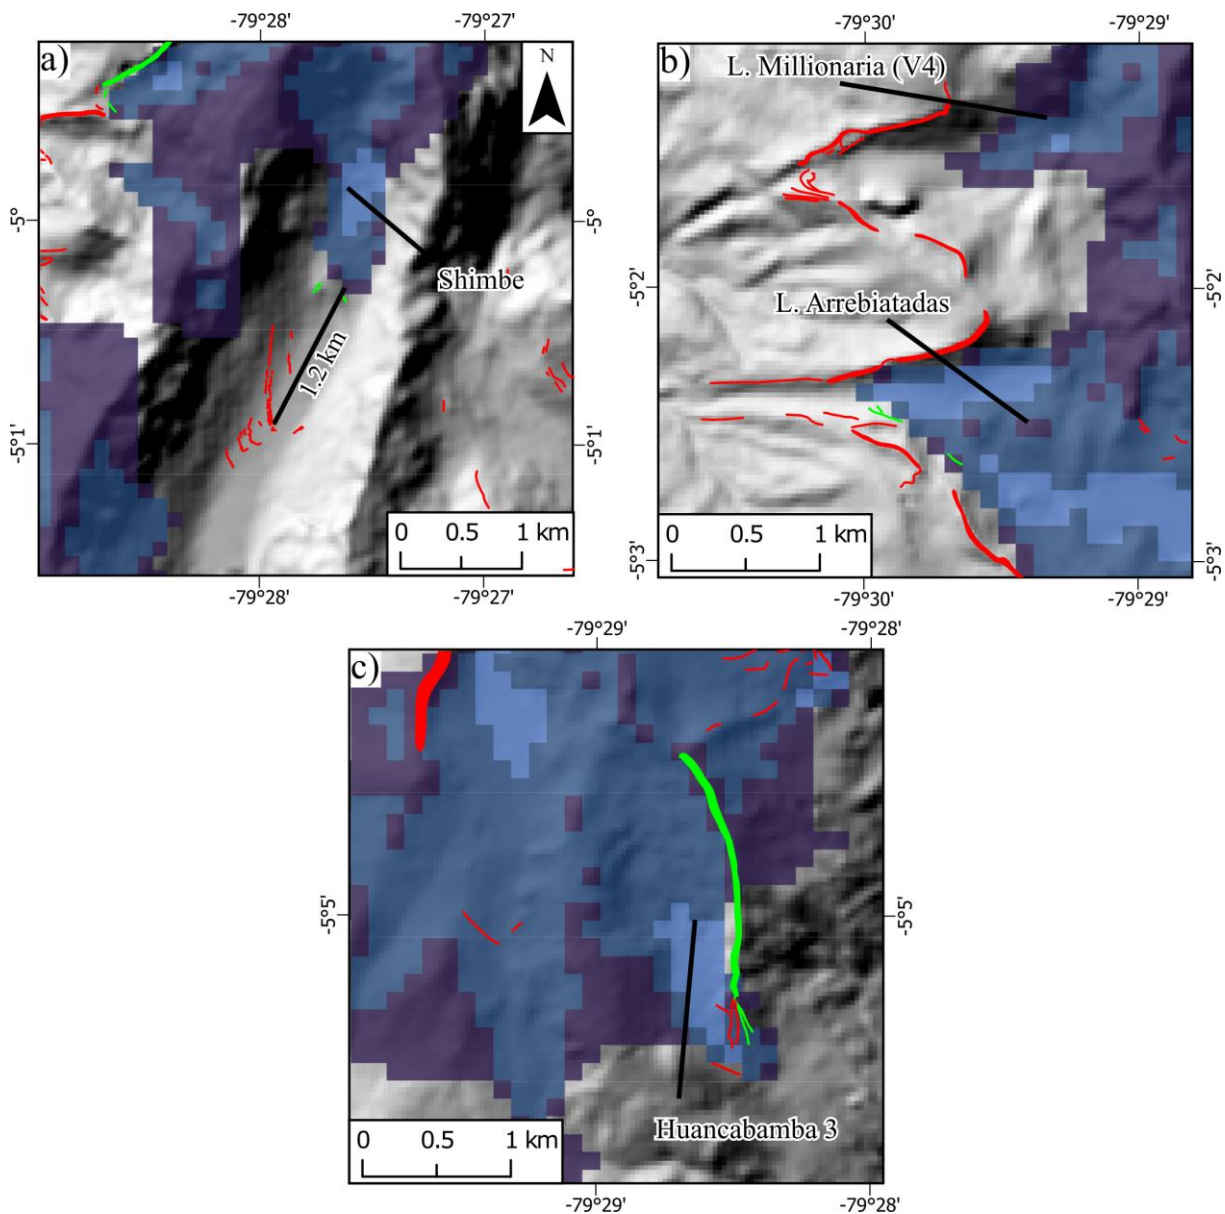 -79°28'
-79°27'
a)
N
-5°
Shimbe
1.2 km
-5°1'
-5°1'
0 0.5 1 km
-79°28'
-79°27'
-79°30'
-79°29'
b)
L. Millionaria (V4)
-5°
-5°2'
-5°2'
L. Arrebiatadas
0 0.5 1 km
-5°3'
-5°3'
-79°30'
-79°29'
-79°29'
-79°28'
c)
-5°5'
-5°5'
Huancabamba 3
0 0.5 1 km
-79°29'
-79°28'